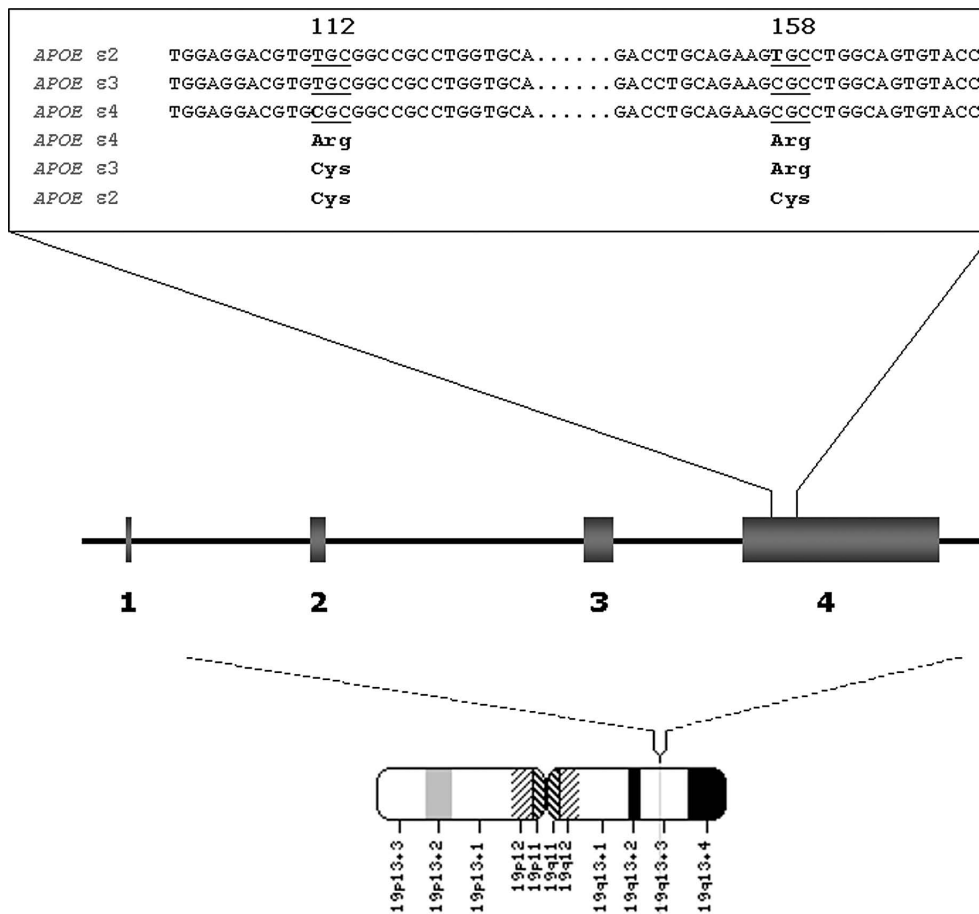 112 158
APOE ε2 TGGAGGACGTGTGCGGCCGCCTGGTGCA......GACCTGCAGAAGTGCCTGGCAGTGTACC
APOE ε3 TGGAGGACGTGTGCGGCCGCCTGGTGCA......GACCTGCAGAAGCGCCTGGCAGTGTACC
APOE ε4 TGGAGGACGTGCGCGGCCGCCTGGTGCA......GACCTGCAGAAGCGCCTGGCAGTGTACC
APOE ε4 Arg Arg
APOE ε3 Cys Arg
APOE ε2 Cys Cys
1 2 3 4
19p13+3 19p13+2 19p13+1 19p12 19p11 19q11 19q12 19q13+1 19q13+2 19q13+3 19q13+4